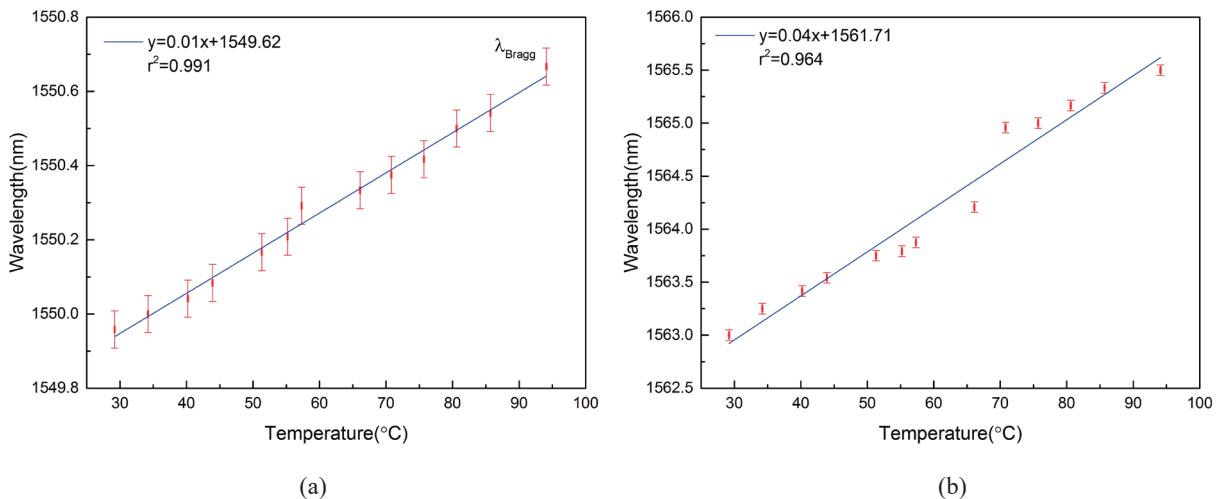 1550.8
1550.6
1550.4
1550.2
1550.0
1549.8
Wavelength(nm)
y=0.01x+1549.62
r²=0.991
λBragg
30 40 50 60 70 80 90 100
Temperature(°C)
(a)
1566.0
1565.5
1565.0
1564.5
1564.0
1563.5
1563.0
1562.5
Wavelength(nm)
y=0.04x+1561.71
r²=0.964
30 40 50 60 70 80 90 100
Temperature(°C)
(b)